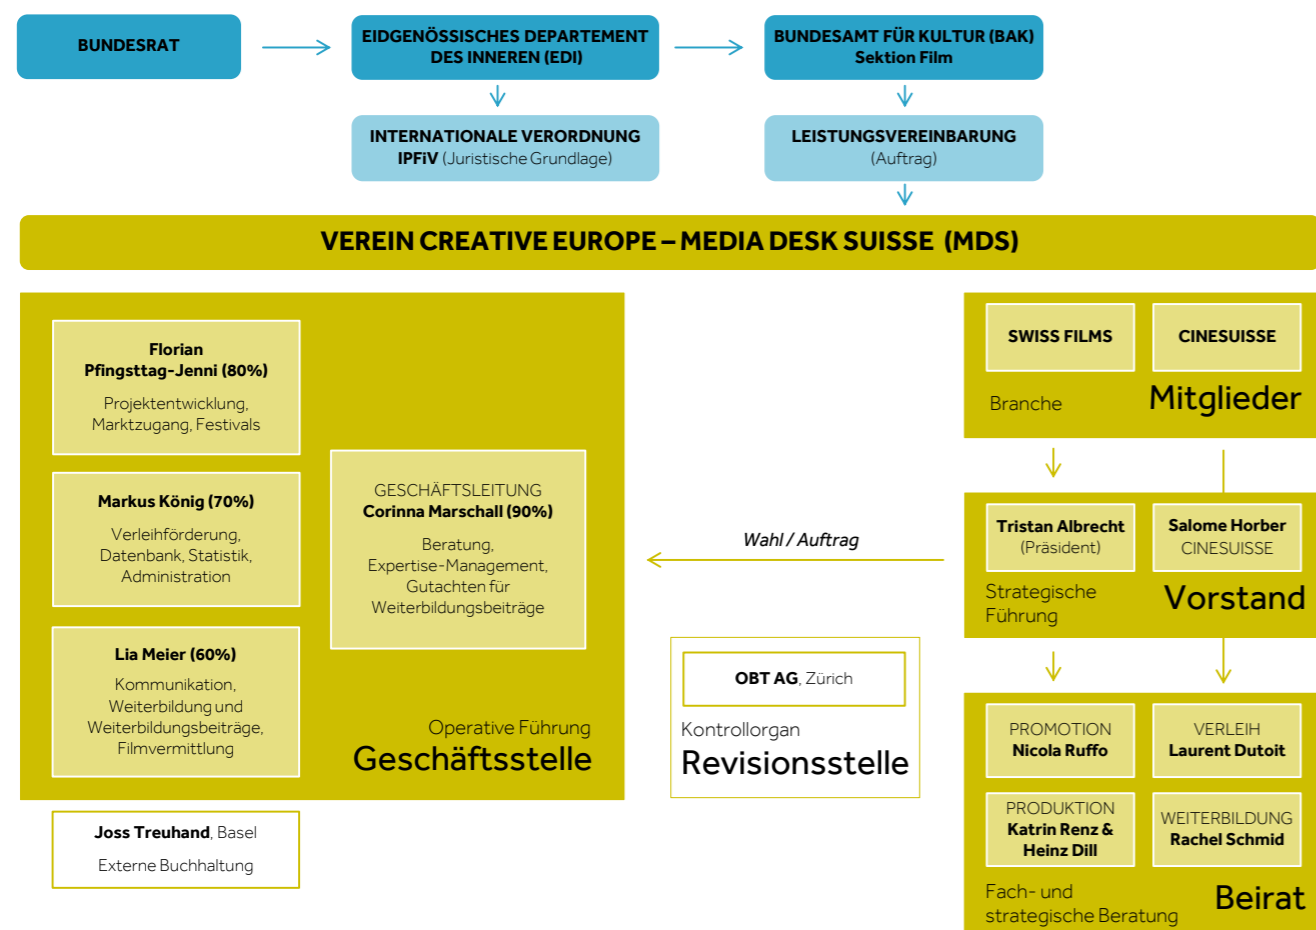 BUNDESRAT
EIDGENÖSSISCHES DEPARTEMENT
DES INNEREN (EDI)
BUNDESAMT FÜR KULTUR (BAK)
Sektion Film
INTERNATIONALE VERORDNUNG
IPFiV (Juristische Grundlage)
LEISTUNGSVEREINBARUNG
(Auftrag)
VEREIN CREATIVE EUROPE – MEDIA DESK SUISSE (MDS)
Florian
Pfingsttag-Jenni (80%)
Projektentwicklung,
Marktzugang, Festivals
Markus König (70%)
Verleihförderung,
Datenbank, Statistik,
Administration
Lia Meier (60%)
Kommunikation,
Weiterbildung und
Weiterbildungsbeiträge,
Filmvermittlung
GESCHÄFTSLEITUNG
Corinna Marschall (90%)
Beratung,
Expertise-Management,
Gutachten für
Weiterbildungsbeiträge
Operative Führung
Geschäftsstelle
Joss Treuhand, Basel
Externe Buchhaltung
Wahl / Auftrag
OBT AG, Zürich
Kontrollorgan
Revisionsstelle
SWISS FILMS
CINESUISSE
Branche
Mitglieder
Tristan Albrecht
(Präsident)
Salome Horber
CINESUISSE
Strategische
Führung
Vorstand
PROMOTION
Nicola Ruffo
VERLEIH
Laurent Dutoit
PRODUKTION
Katrin Renz &
Heinz Dill
WEITERBILDUNG
Rachel Schmid
Fach- und
strategische Beratung
Beirat